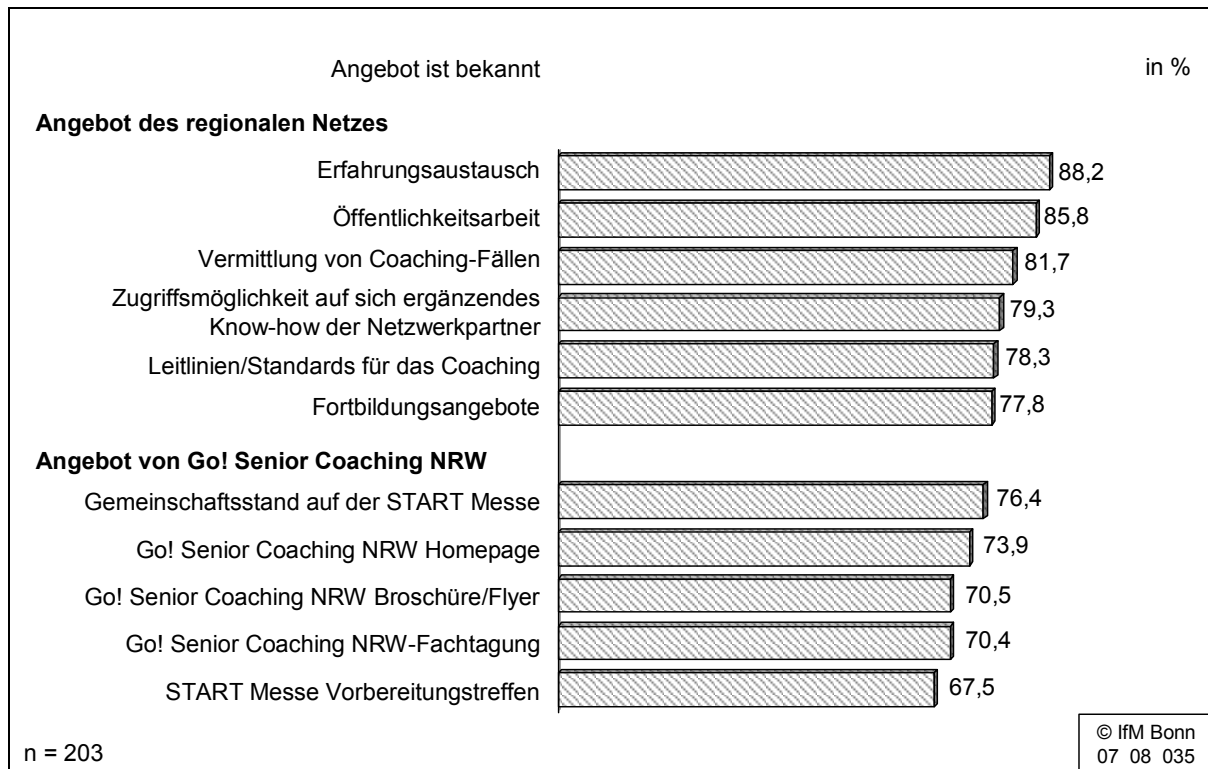 Angebot ist bekannt
in %
Angebot des regionalen Netzes
Erfahrungsaustausch 88,2
Öffentlichkeitsarbeit 85,8
Vermittlung von Coaching-Fällen 81,7
Zugriffsmöglichkeit auf sich ergänzendes
Know-how der Netzwerkpartner 79,3
Leitlinien/Standards für das Coaching 78,3
Fortbildungsangebote 77,8
Angebot von Go! Senior Coaching NRW
Gemeinschaftsstand auf der START Messe 76,4
Go! Senior Coaching NRW Homepage 73,9
Go! Senior Coaching NRW Broschüre/Flyer 70,5
Go! Senior Coaching NRW-Fachtagung 70,4
START Messe Vorbereitungstreffen 67,5
n = 203
© IfM Bonn
07 08 035